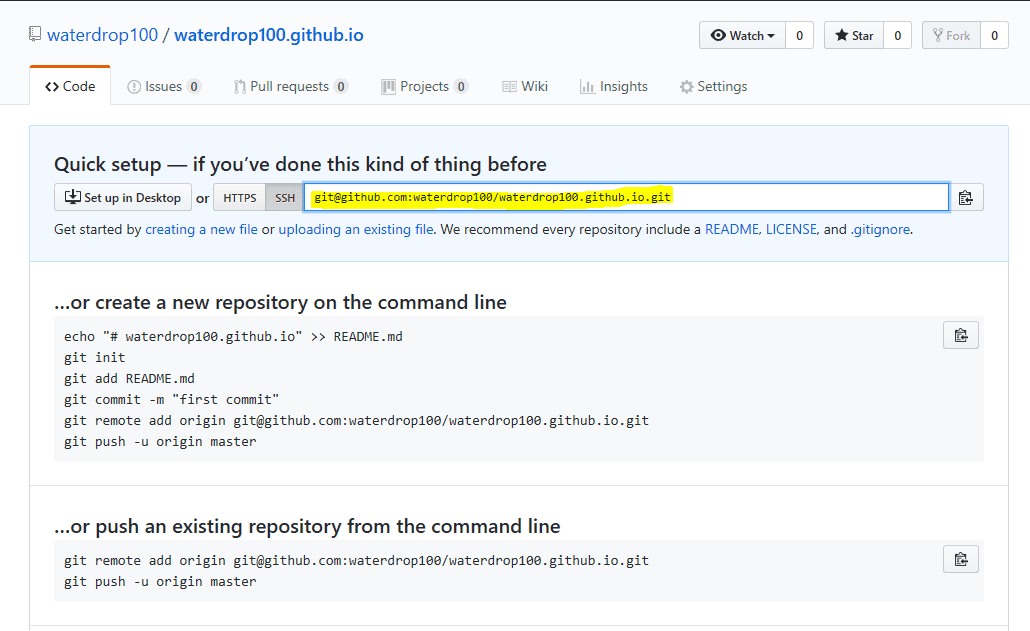 waterdrop100 / waterdrop100.github.io
Watch 0 Star 0 Fork 0
Code Issues 0 Pull requests 0 Projects 0 Wiki Insights Settings
Quick setup — if you’ve done this kind of thing before
Set up in Desktop or HTTPS SSH git@github.com:waterdrop100/waterdrop100.github.io.git
Get started by creating a new file or uploading an existing file. We recommend every repository include a README, LICENSE, and .gitignore.
…or create a new repository on the command line
echo "# waterdrop100.github.io" >> README.md
git init
git add README.md
git commit -m "first commit"
git remote add origin git@github.com:waterdrop100/waterdrop100.github.io.git
git push -u origin master
…or push an existing repository from the command line
git remote add origin git@github.com:waterdrop100/waterdrop100.github.io.git
git push -u origin master